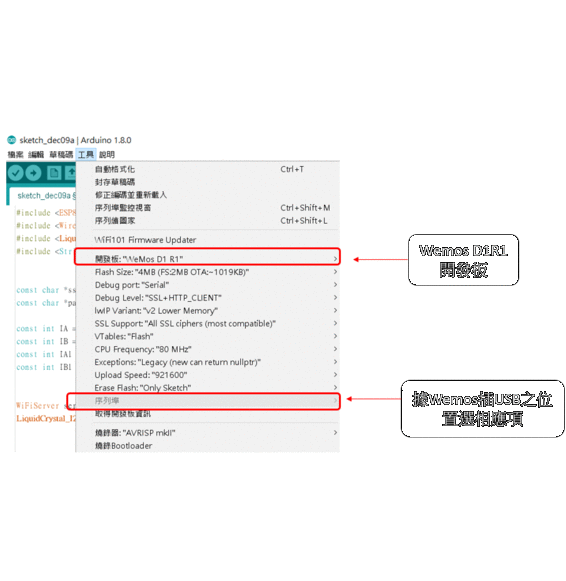 sketch_dec09a | Arduino 1.8.0
檔案 編輯 草稿碼 工具 說明
自動格式化 Ctrl+T
封存草稿碼
修正編碼並重新載入
序列埠監控視窗 Ctrl+Shift+M
序列繪圖家 Ctrl+Shift+L
WiFi101 Firmware Updater
開發板: "WeMos D1 R1"
Flash Size: "4MB (FS:2MB OTA:~1019KB)"
Debug port: "Serial"
Debug Level: "SSL+HTTP_CLIENT"
lwIP Variant: "v2 Lower Memory"
SSL Support: "All SSL ciphers (most compatible)"
VTables: "Flash"
CPU Frequency: "80 MHz"
Exceptions: "Legacy (new can return nullptr)"
Upload Speed: "921600"
Erase Flash: "Only Sketch"
序列埠
取得開發板資訊
燒錄器: "AVRISP mkII"
燒錄Bootloader
sketch_dec09a
#include <ESP8
#include <Wire
#include <Liqu
#include <Str
const char *ss
const char *pa
const int IA =
const int IB =
const int IA1
const int IB1
WiFiServer ser
LiquidCrystal_I2
Wemos D1R1
開發板
據Wemos插USB之位
置選相應項